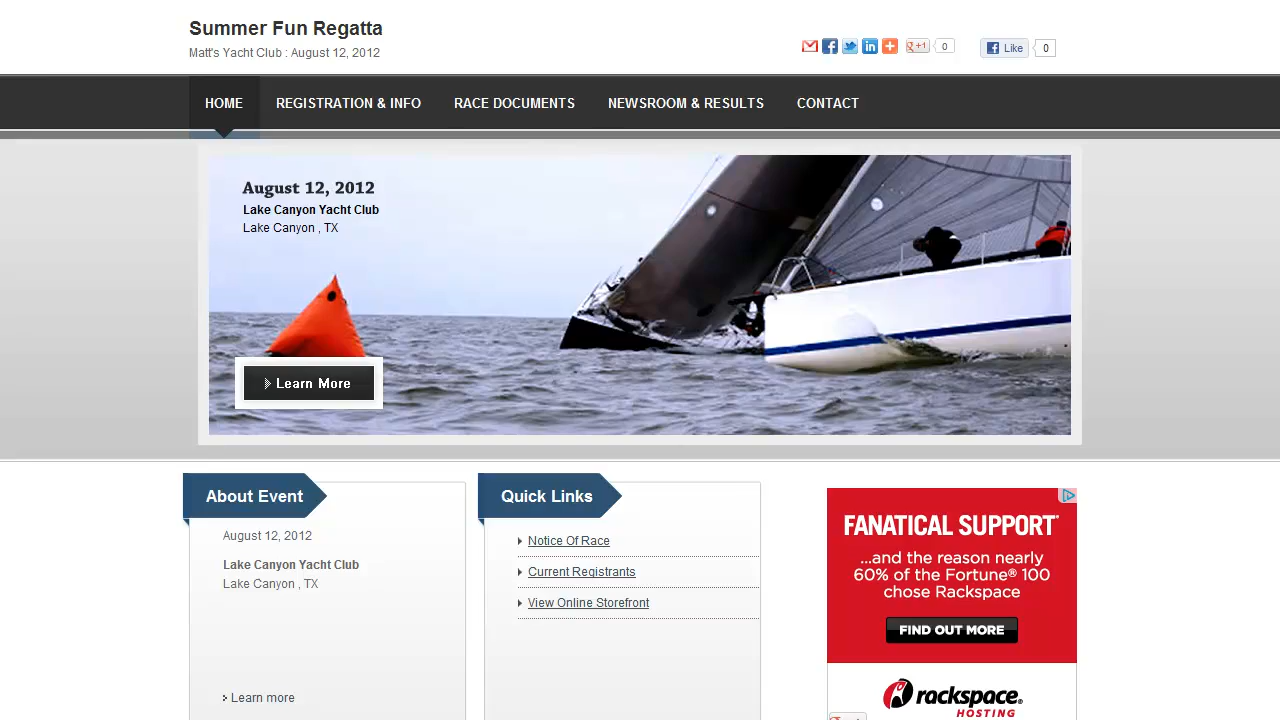 Summer Fun Regatta
Matt's Yacht Club : August 12, 2012
+1 0
Like 0
HOME REGISTRATION & INFO RACE DOCUMENTS NEWSROOM & RESULTS CONTACT
August 12, 2012
Lake Canyon Yacht Club
Lake Canyon , TX
Learn More
About Event
August 12, 2012
Lake Canyon Yacht Club
Lake Canyon , TX
Learn more
Quick Links
Notice Of Race
Current Registrants
View Online Storefront
FANATICAL SUPPORT®
...and the reason nearly
60% of the Fortune® 100
chose Rackspace
FIND OUT MORE
rackspace®
HOSTING